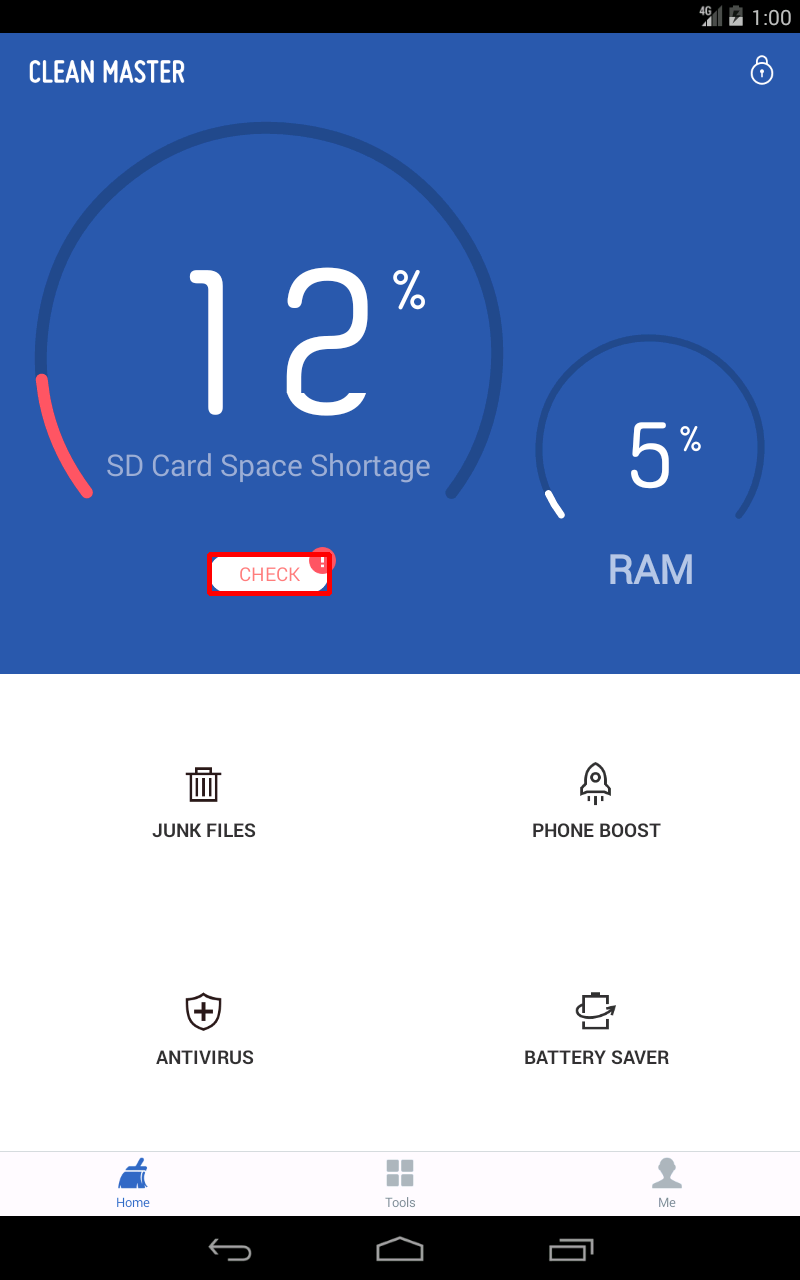 4G 1:00
CLEAN MASTER
12%
SD Card Space Shortage
5%
CHECK !
RAM
JUNK FILES PHONE BOOST
ANTIVIRUS BATTERY SAVER
Home Tools Me